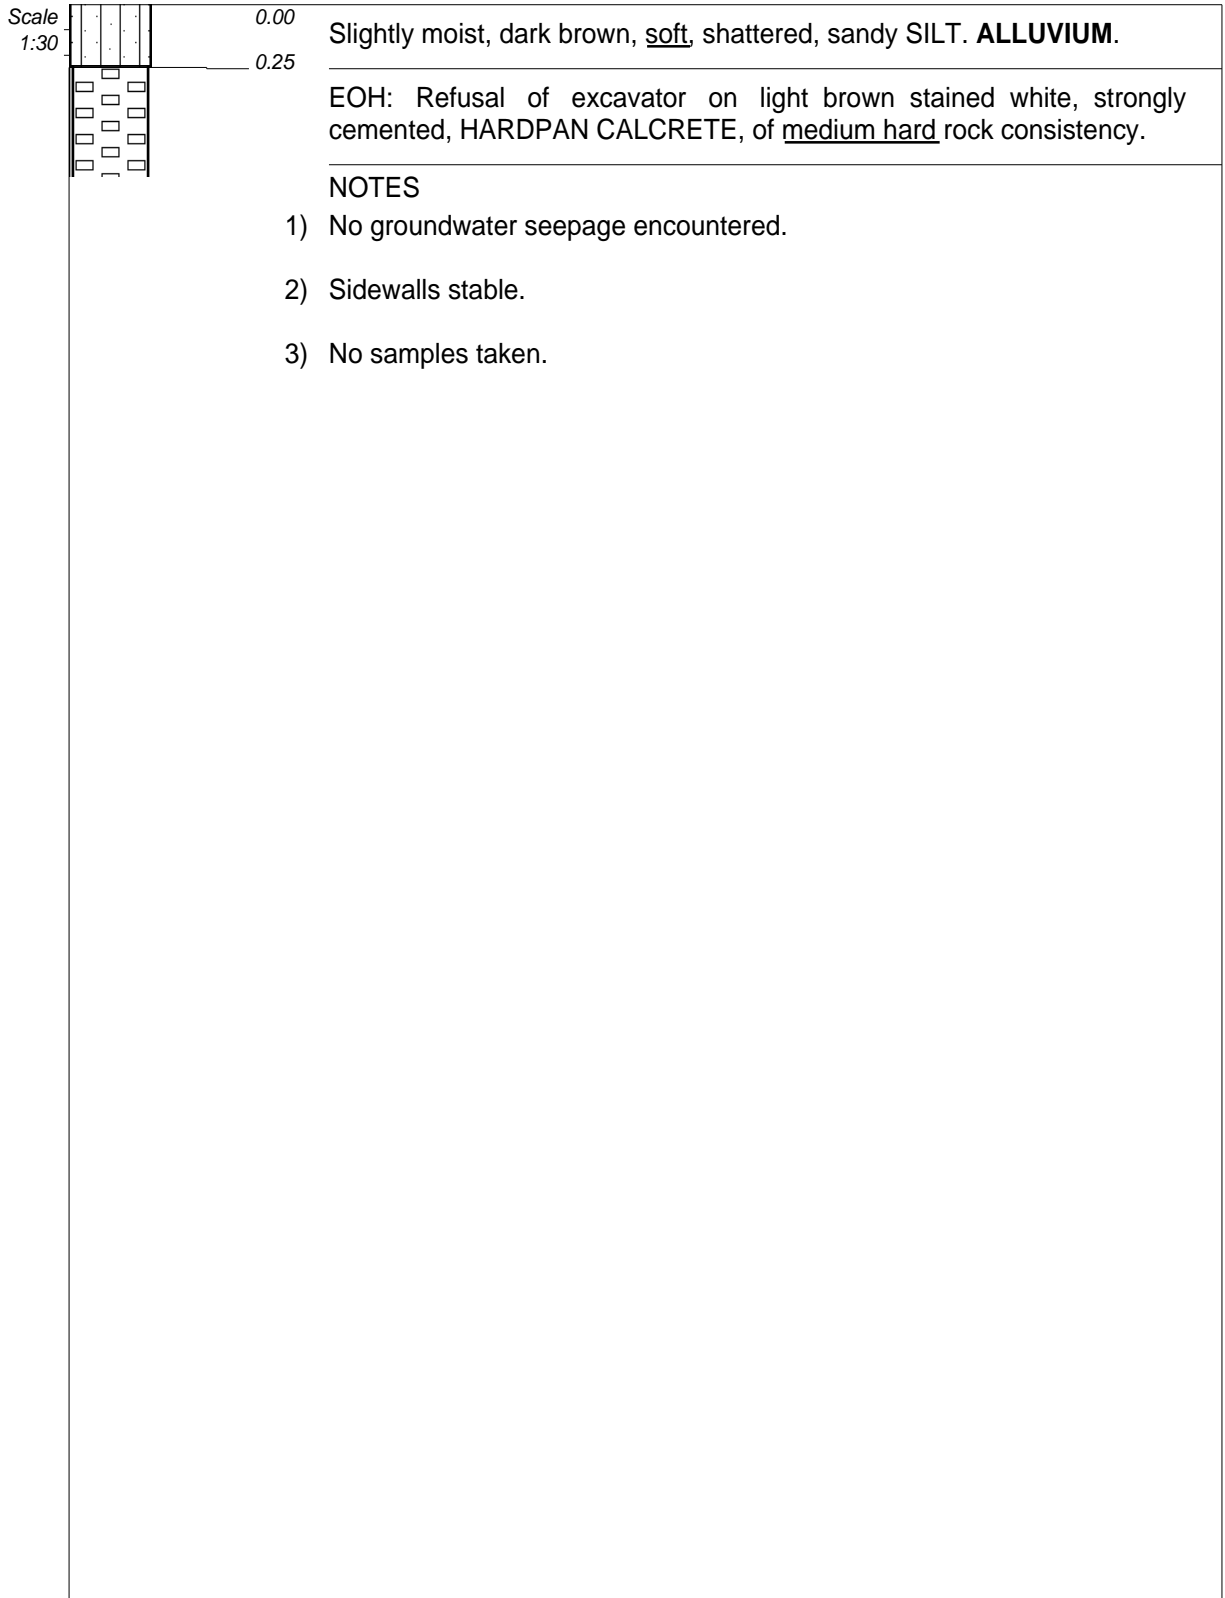 Scale
1:30
0.00
0.25
Slightly moist, dark brown, soft, shattered, sandy SILT. ALLUVIUM.
EOH: Refusal of excavator on light brown stained white, strongly
cemented, HARDPAN CALCRETE, of medium hard rock consistency.
NOTES
1) No groundwater seepage encountered.
2) Sidewalls stable.
3) No samples taken.